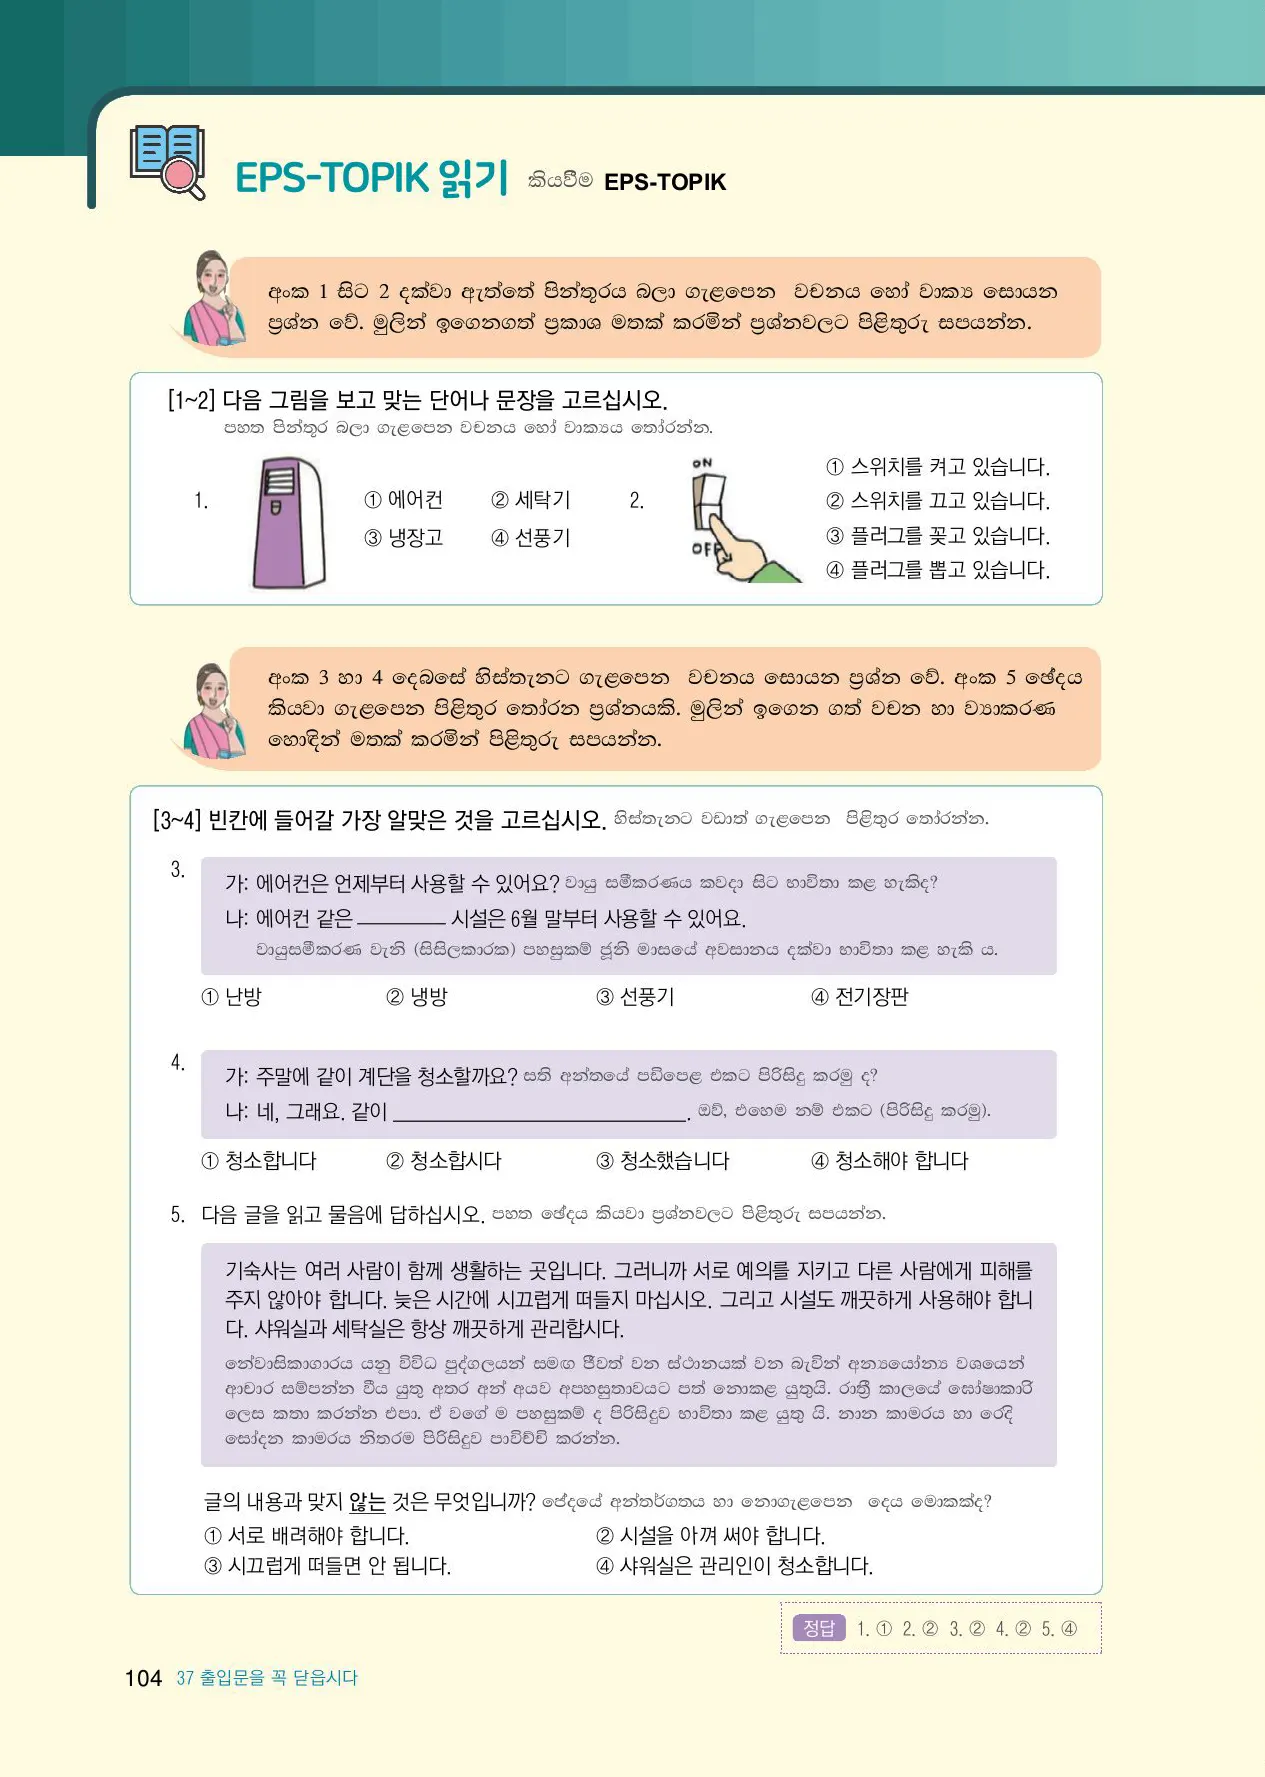 EPS-TOPIK 읽기 කියවීම EPS-TOPIK
අංක 1 සිට 2 දක්වා ඇත්තේ පින්තූරය බලා ගැළපෙන වචනය හෝ වාක්‍ය සොයන
ප්‍රශ්න වේ. මුලින් ඉගෙනගත් ප්‍රකාශ මතක් කරමින් ප්‍රශ්නවලට පිළිතුරු සපයන්න.
[1~2] 다음 그림을 보고 맞는 단어나 문장을 고르십시오.
පහත පින්තූර බලා ගැළපෙන වචනය හෝ වාක්‍යය තෝරන්න.
1.
① 에어컨 ② 세탁기
③ 냉장고 ④ 선풍기
2.
ON
OFF
① 스위치를 켜고 있습니다.
② 스위치를 끄고 있습니다.
③ 플러그를 꽂고 있습니다.
④ 플러그를 뽑고 있습니다.
අංක 3 හා 4 දෙබසේ හිස්තැනට ගැළපෙන වචනය සොයන ප්‍රශ්න වේ. අංක 5 ඡේදය
කියවා ගැළපෙන පිළිතුර තෝරන ප්‍රශ්නයකි. මුලින් ඉගෙන ගත් වචන හා ව්‍යාකරණ
හොඳින් මතක් කරමින් පිළිතුරු සපයන්න.
[3~4] 빈칸에 들어갈 가장 알맞은 것을 고르십시오. හිස්තැනට වඩාත් ගැළපෙන පිළිතුර තෝරන්න.
3.
가: 에어컨은 언제부터 사용할 수 있어요? වායු සමීකරණය කවදා සිට භාවිතා කළ හැකිද?
나: 에어컨 같은 ________ 시설은 6월 말부터 사용할 수 있어요.
වායුසමීකරණ වැනි (සිසිලකාරක) පහසුකම් ජූනි මාසයේ අවසානය දක්වා භාවිතා කළ හැකි ය.
① 난방 ② 냉방 ③ 선풍기 ④ 전기장판
4.
가: 주말에 같이 계단을 청소할까요? සති අන්තයේ පඩිපෙළ එකට පිරිසිදු කරමු ද?
나: 네, 그래요. 같이 ________________________. ඔව්, එහෙම නම් එකට (පිරිසිදු කරමු).
① 청소합니다 ② 청소합시다 ③ 청소했습니다 ④ 청소해야 합니다
5. 다음 글을 읽고 물음에 답하십시오. පහත ඡේදය කියවා ප්‍රශ්නවලට පිළිතුරු සපයන්න.
기숙사는 여러 사람이 함께 생활하는 곳입니다. 그러니까 서로 예의를 지키고 다른 사람에게 피해를
주지 않아야 합니다. 늦은 시간에 시끄럽게 떠들지 마십시오. 그리고 시설도 깨끗하게 사용해야 합니
다. 샤워실과 세탁실은 항상 깨끗하게 관리합시다.
නේවාසිකාගාරය යනු විවිධ පුද්ගලයන් සමඟ ජීවත් වන ස්ථානයක් වන බැවින් අන්‍යෝන්‍ය වශයෙන්
ආචාර සම්පන්න විය යුතු අතර අන් අයව අපහසුතාවයට පත් නොකළ යුතුයි. රාත්‍රී කාලයේ ඝෝෂාකාරී
ලෙස කතා කරන්න එපා. ඒ වගේ ම පහසුකම් ද පිරිසිදුව භාවිතා කළ යුතු යි. නාන කාමරය හා රෙදි
සෝදන කාමරය නිතරම පිරිසිදුව පාවිච්චි කරන්න.
글의 내용과 맞지 않는 것은 무엇입니까? ඡේදයේ අන්තර්ගතය හා නොගැළපෙන දෙය මොකක්ද?
① 서로 배려해야 합니다. ② 시설을 아껴 써야 합니다.
③ 시끄럽게 떠들면 안 됩니다. ④ 샤워실은 관리인이 청소합니다.
정답 1. ① 2. ② 3. ② 4. ② 5. ④
104 37 출입문을 꼭 닫읍시다